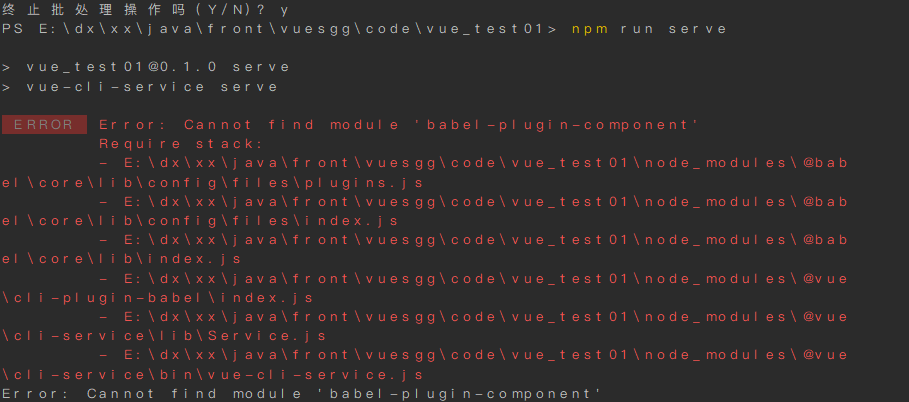 终止批处理操作吗(Y/N)? y
PS E:\dx\xx\java\front\vuesgg\code\vue_test01> npm run serve
> vue_test01@0.1.0 serve
> vue-cli-service serve
ERROR Error: Cannot find module 'babel-plugin-component'
Require stack:
- E:\dx\xx\java\front\vuesgg\code\vue_test01\node_modules\@bab
el\core\lib\config\files\plugins.js
- E:\dx\xx\java\front\vuesgg\code\vue_test01\node_modules\@bab
el\core\lib\config\files\index.js
- E:\dx\xx\java\front\vuesgg\code\vue_test01\node_modules\@bab
el\core\lib\index.js
- E:\dx\xx\java\front\vuesgg\code\vue_test01\node_modules\@vue
\cli-plugin-babel\index.js
- E:\dx\xx\java\front\vuesgg\code\vue_test01\node_modules\@vue
\cli-service\lib\Service.js
- E:\dx\xx\java\front\vuesgg\code\vue_test01\node_modules\@vue
\cli-service\bin\vue-cli-service.js
Error: Cannot find module 'babel-plugin-component'